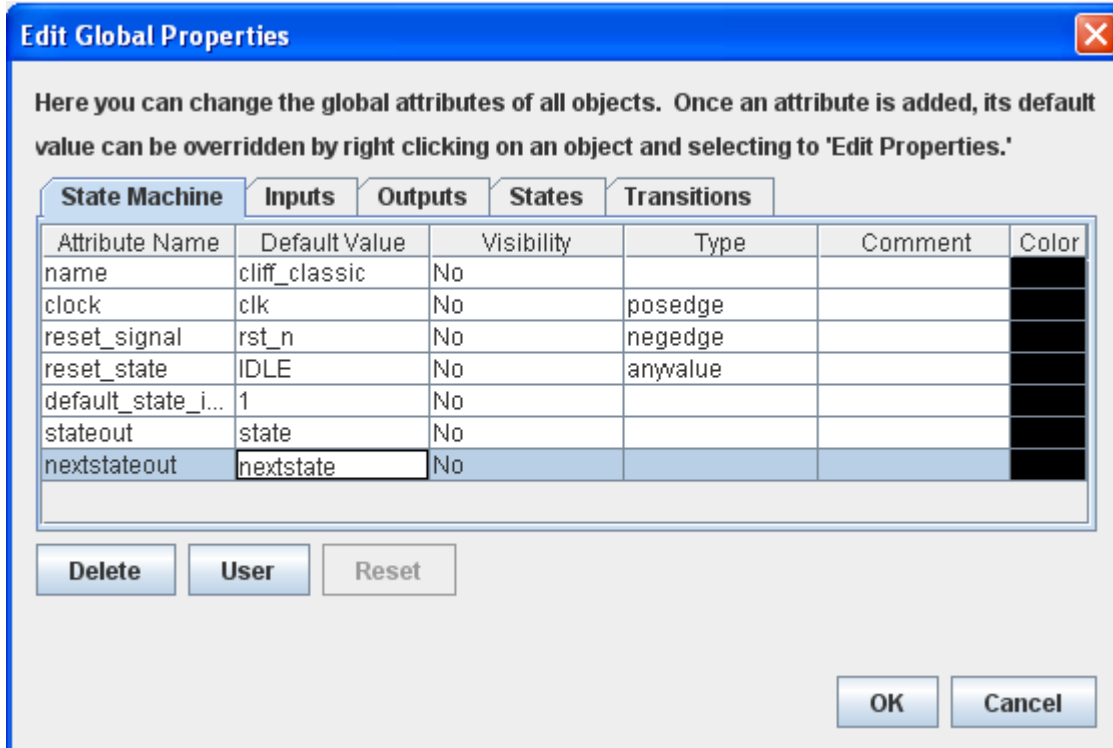 Edit Global Properties
Here you can change the global attributes of all objects.  Once an attribute is added, its default
value can be overridden by right clicking on an object and selecting to 'Edit Properties.'
State Machine Inputs Outputs States Transitions
Attribute Name Default Value Visibility Type Comment Color
name cliff_classic No
clock clk No posedge
reset_signal rst_n No negedge
reset_state IDLE No anyvalue
default_state_i... 1 No
stateout state No
nextstateout nextstate No
Delete User Reset
OK Cancel